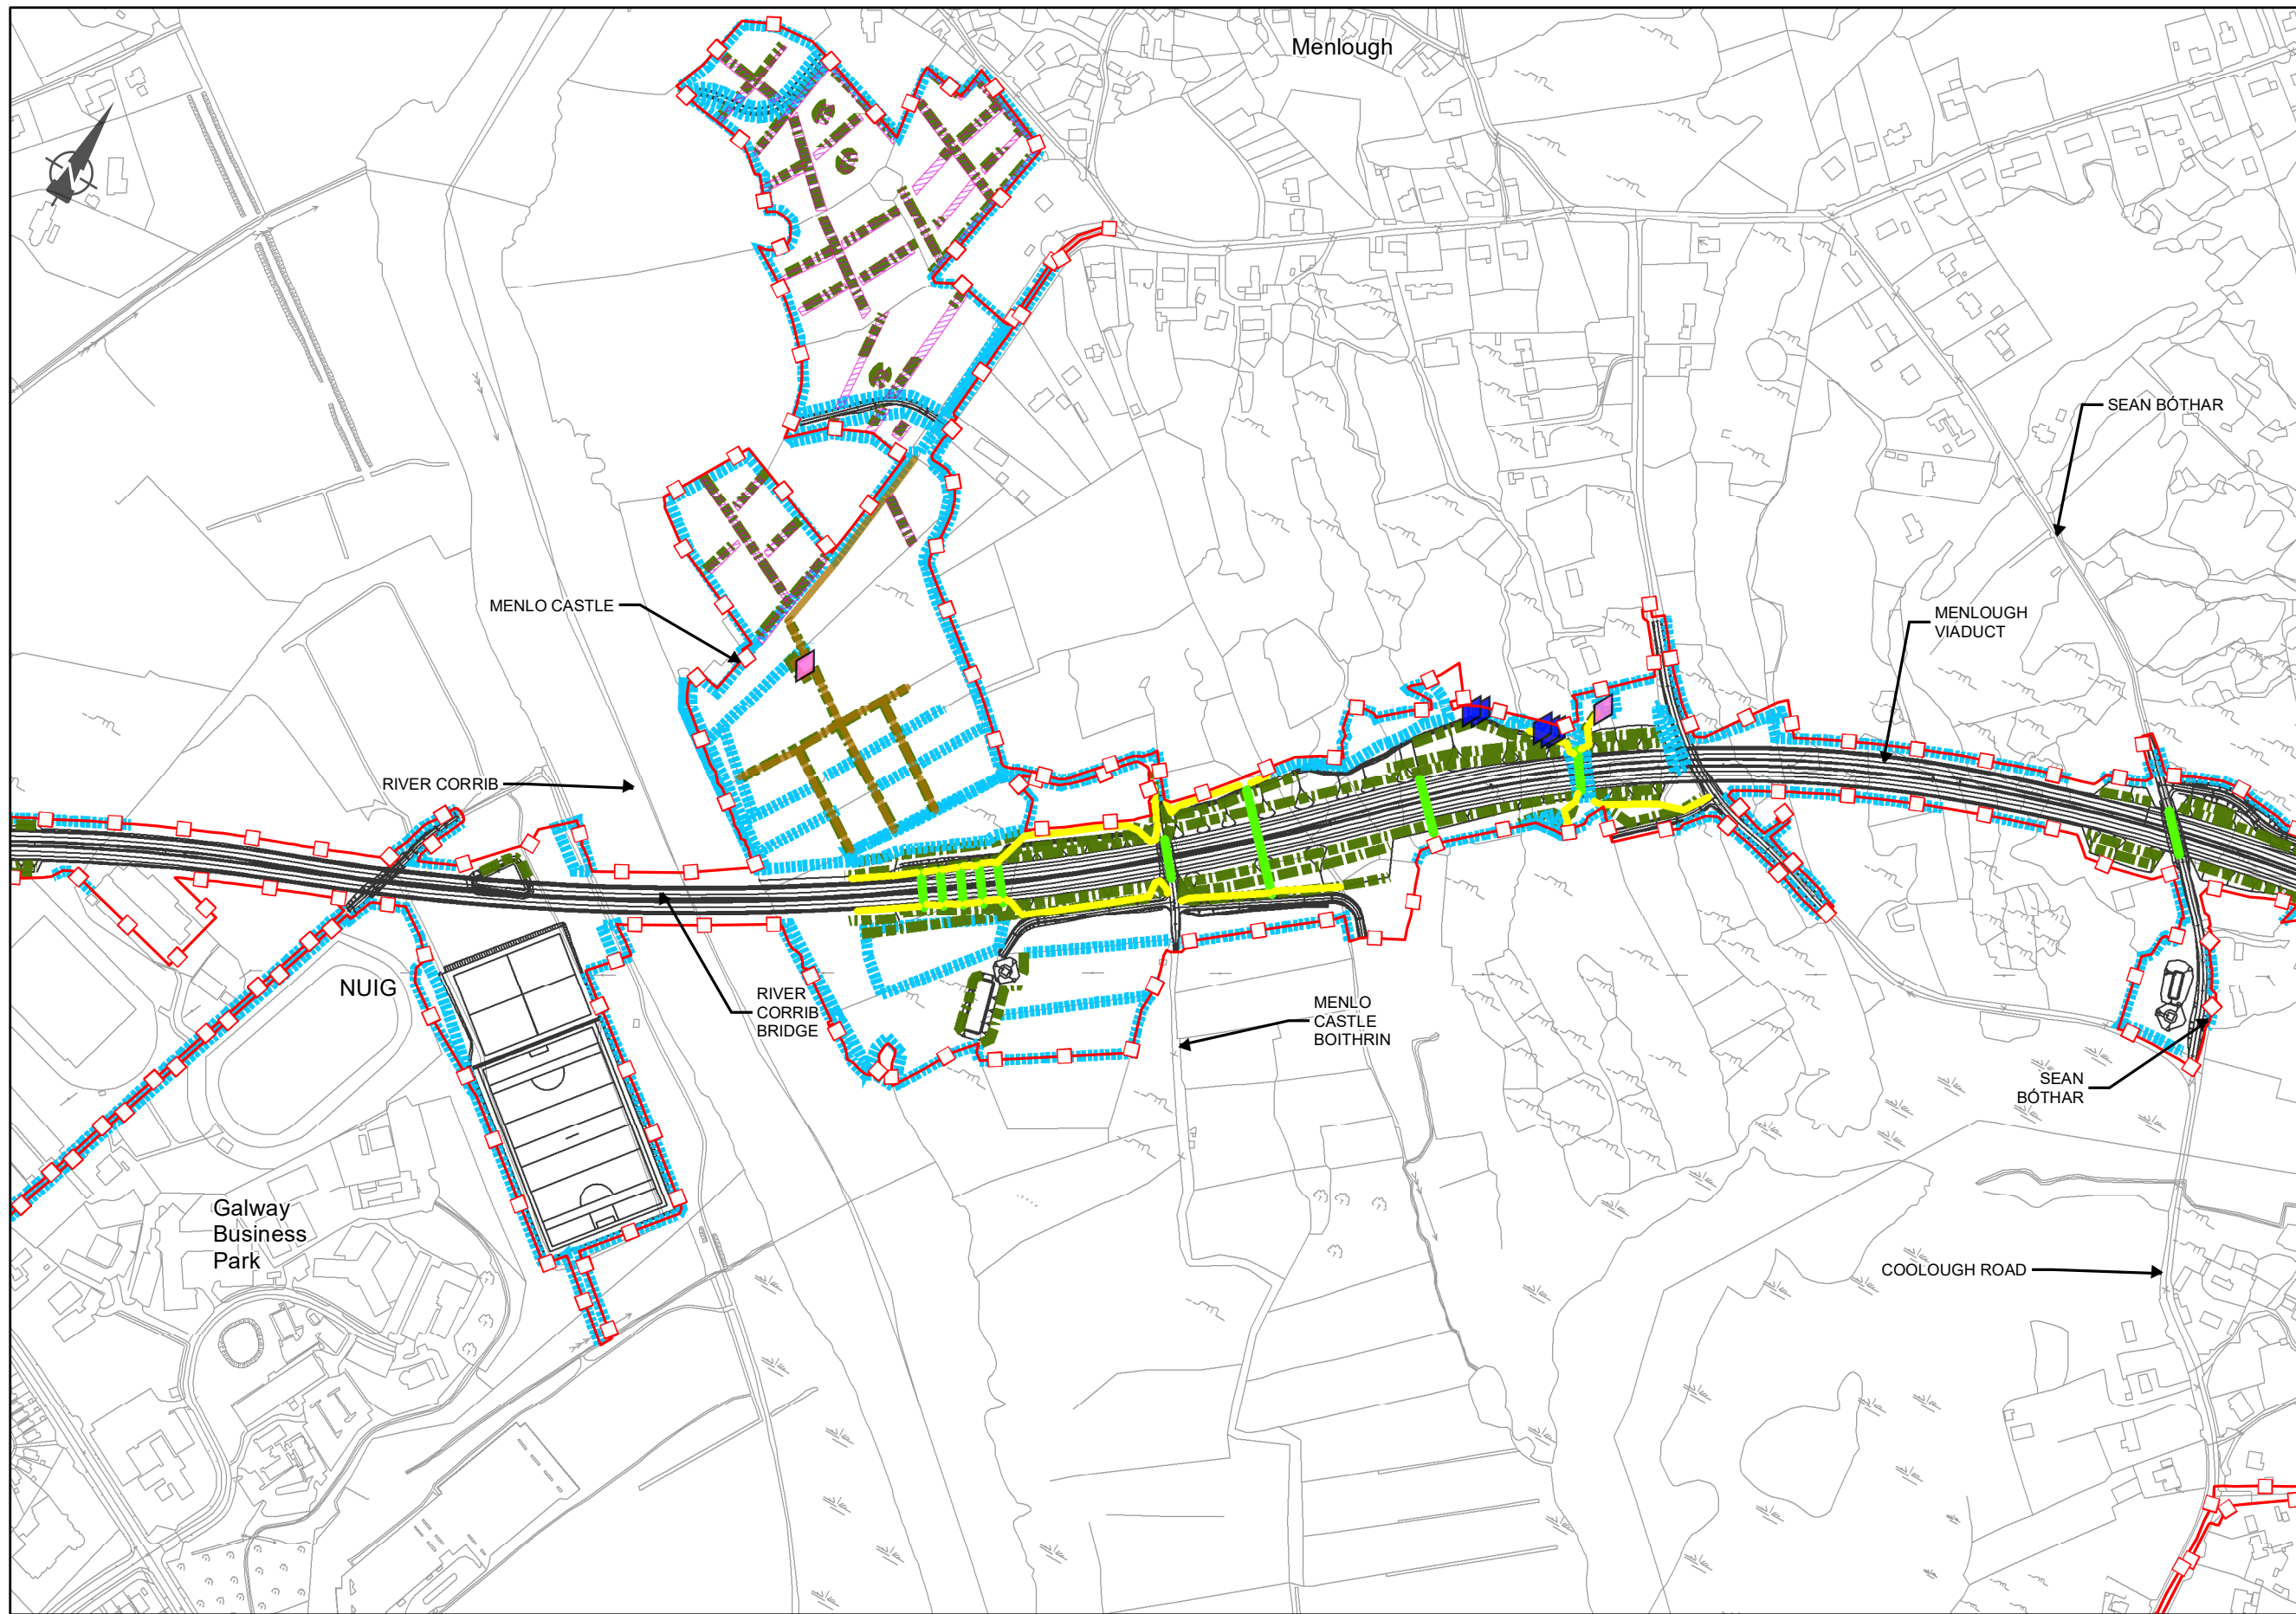 Menlough
SEAN BÓTHAR
MENLO CASTLE
MENLOUGH
VIADUCT
RIVER CORRIB
NUIG
RIVER
CORRIB
BRIDGE
MENLO
CASTLE
BOITHRIN
SEAN
BÓTHAR
Galway
Business
Park
COOLOUGH ROAD